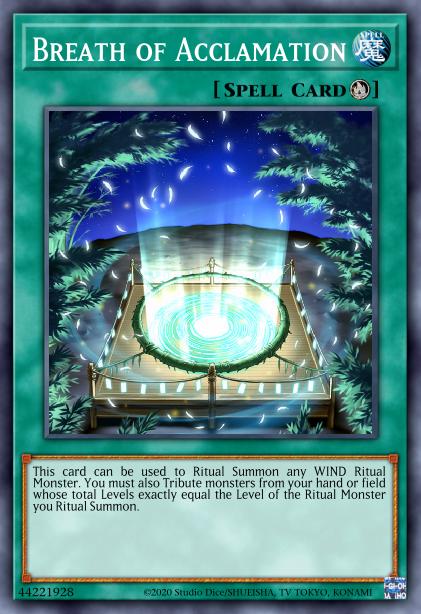 BREATH OF ACCLAMATION
SPELL
魔
[SPELL CARD]
This card can be used to Ritual Summon any WIND Ritual
Monster. You must also Tribute monsters from your hand or field
whose total Levels exactly equal the Level of the Ritual Monster
you Ritual Summon.
44221928
©2020 Studio Dice/SHUEISHA, TV TOKYO, KONAMI